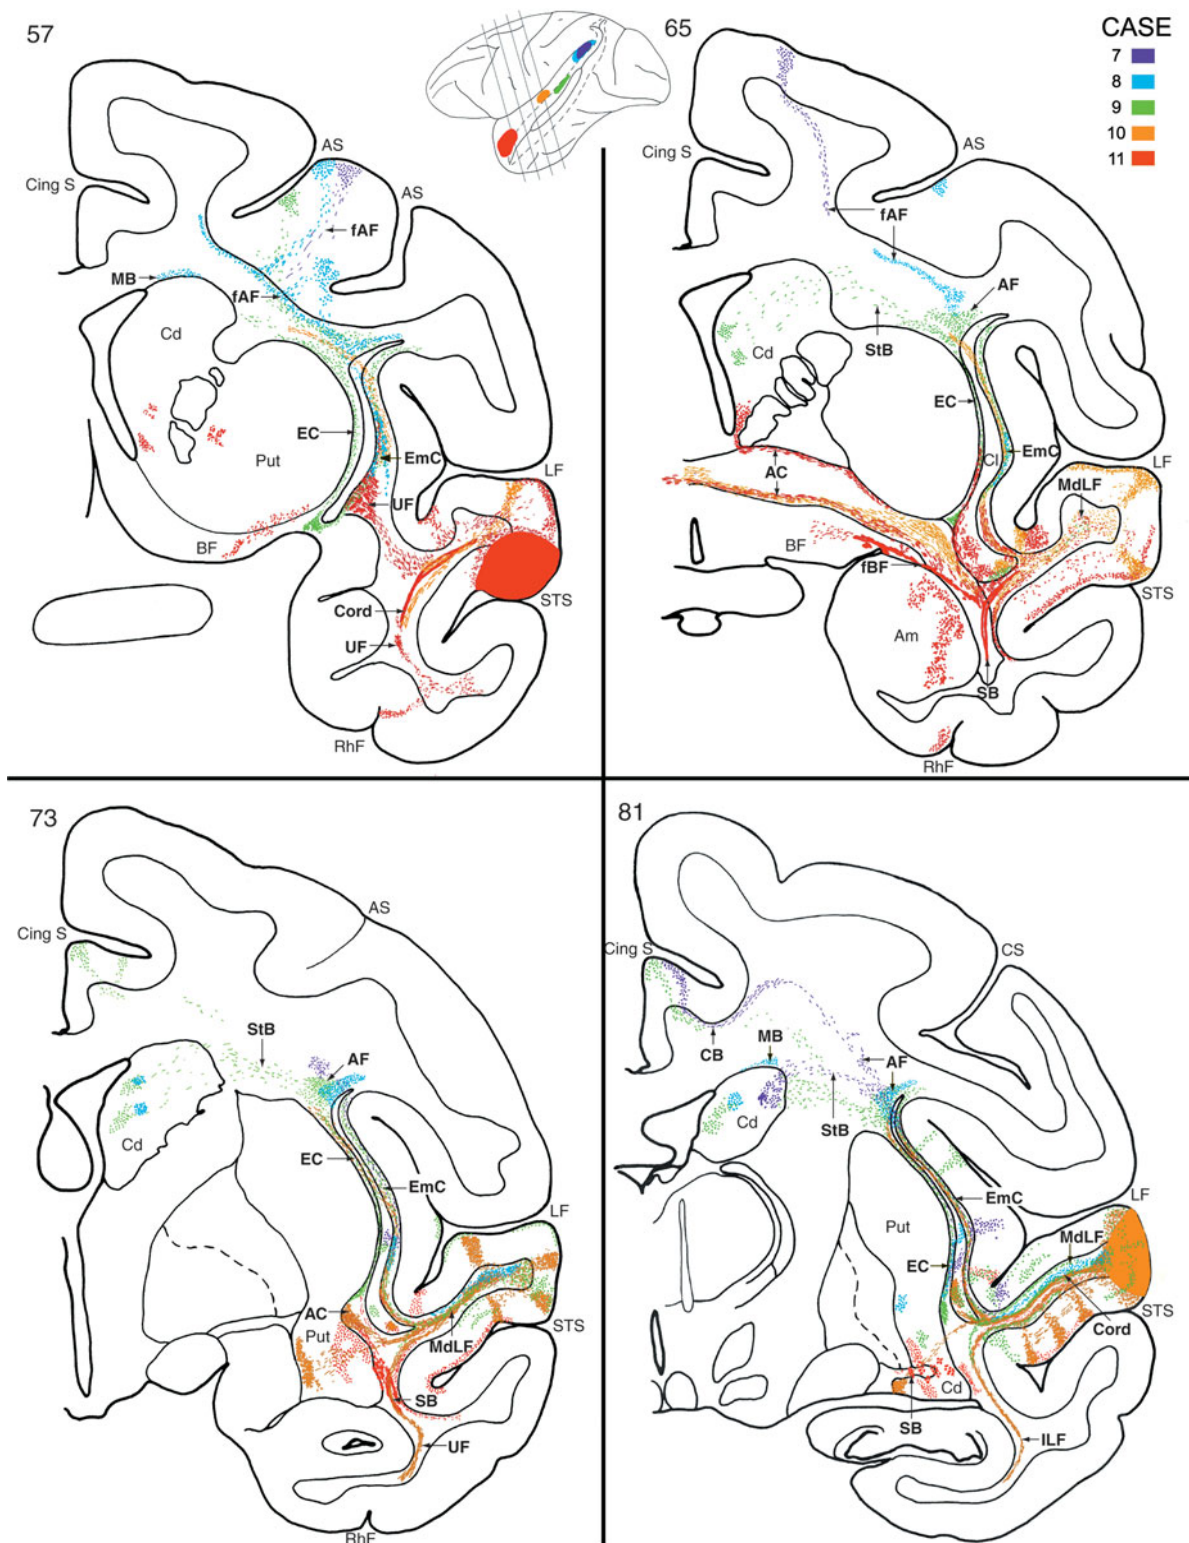 57
AS
Cing S
AS
fAF
MB
fAF
Cd
EC
EmC
Put
LF
UF
BF
STS
Cord
UF
RhF
65
CASE
7
8
9
10
11
Cing S
AS
fAF
AF
StB
Cd
EC
EmC
Cl
LF
AC
MdLF
BF
fBF
STS
Am
SB
RhF
73
AS
Cing S
StB
AF
Cd
EC
EmC
LF
AC
Put
MdLF
STS
SB
UF
RhF
81
Cing S
CS
MB
CB
AF
Cd
StB
EmC
LF
Put
MdLF
EC
STS
Cord
Cd
SB
ILF